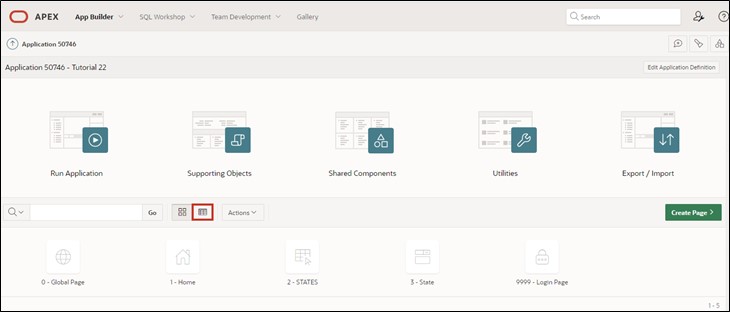 APEX App Builder SQL Workshop Team Development Gallery Search
Application 50746
Application 50746 - Tutorial 22 Edit Application Definition
Run Application Supporting Objects Shared Components Utilities Export / Import
Go Actions Create Page
0 - Global Page 1 - Home 2 - STATES 3 - State 9999 - Login Page
1 - 5